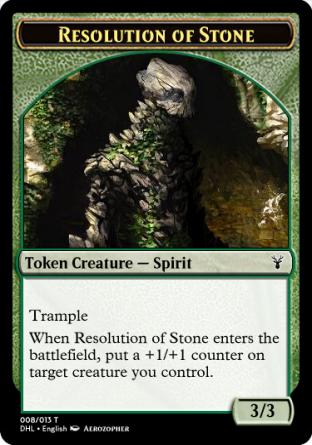 RESOLUTION OF STONE
Token Creature — Spirit
Trample
When Resolution of Stone enters the
battlefield, put a +1/+1 counter on
target creature you control.
3/3
008/013 T
DHL • English AEROZOPHER